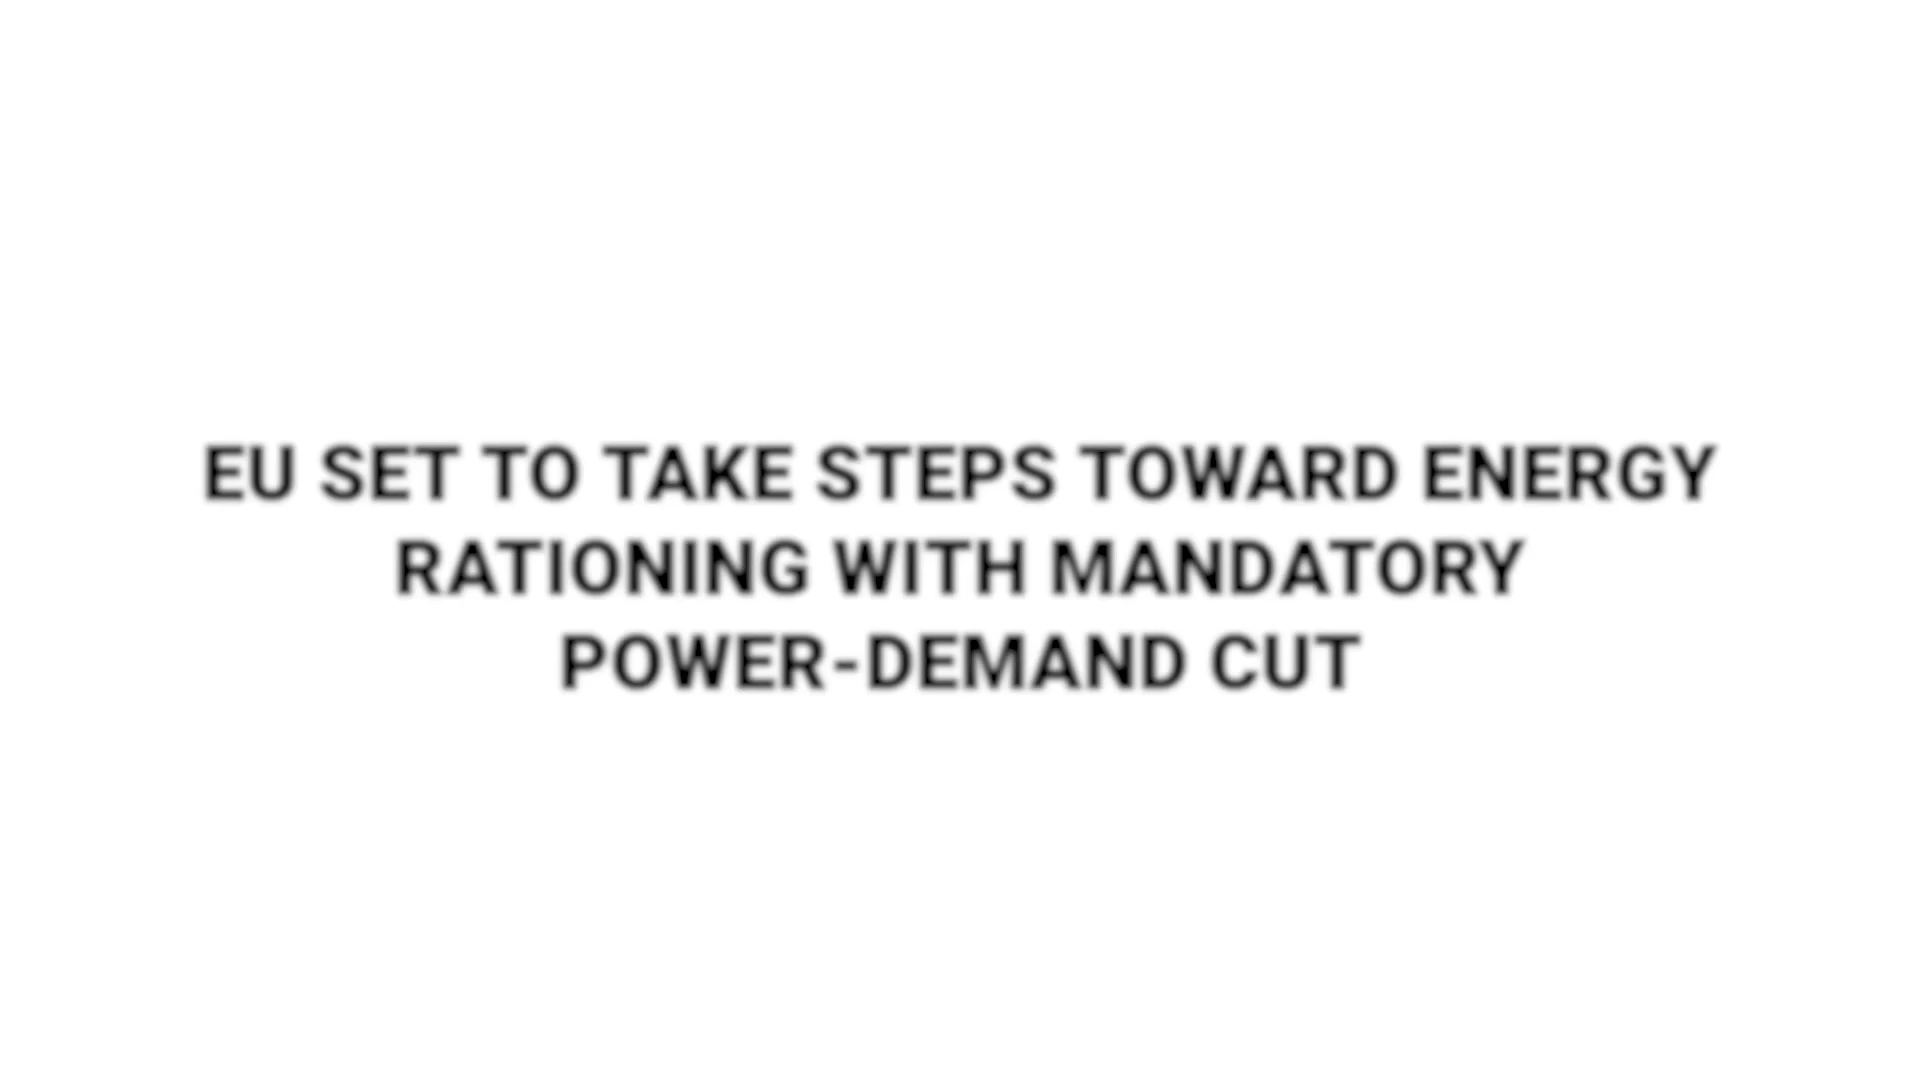 EU SET TO TAKE STEPS TOWARD ENERGY
RATIONING WITH MANDATORY
POWER-DEMAND CUT